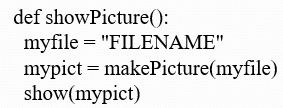 def showPicture():
myfile = "FILENAME"
mypict = makePicture(myfile)
show(mypict)